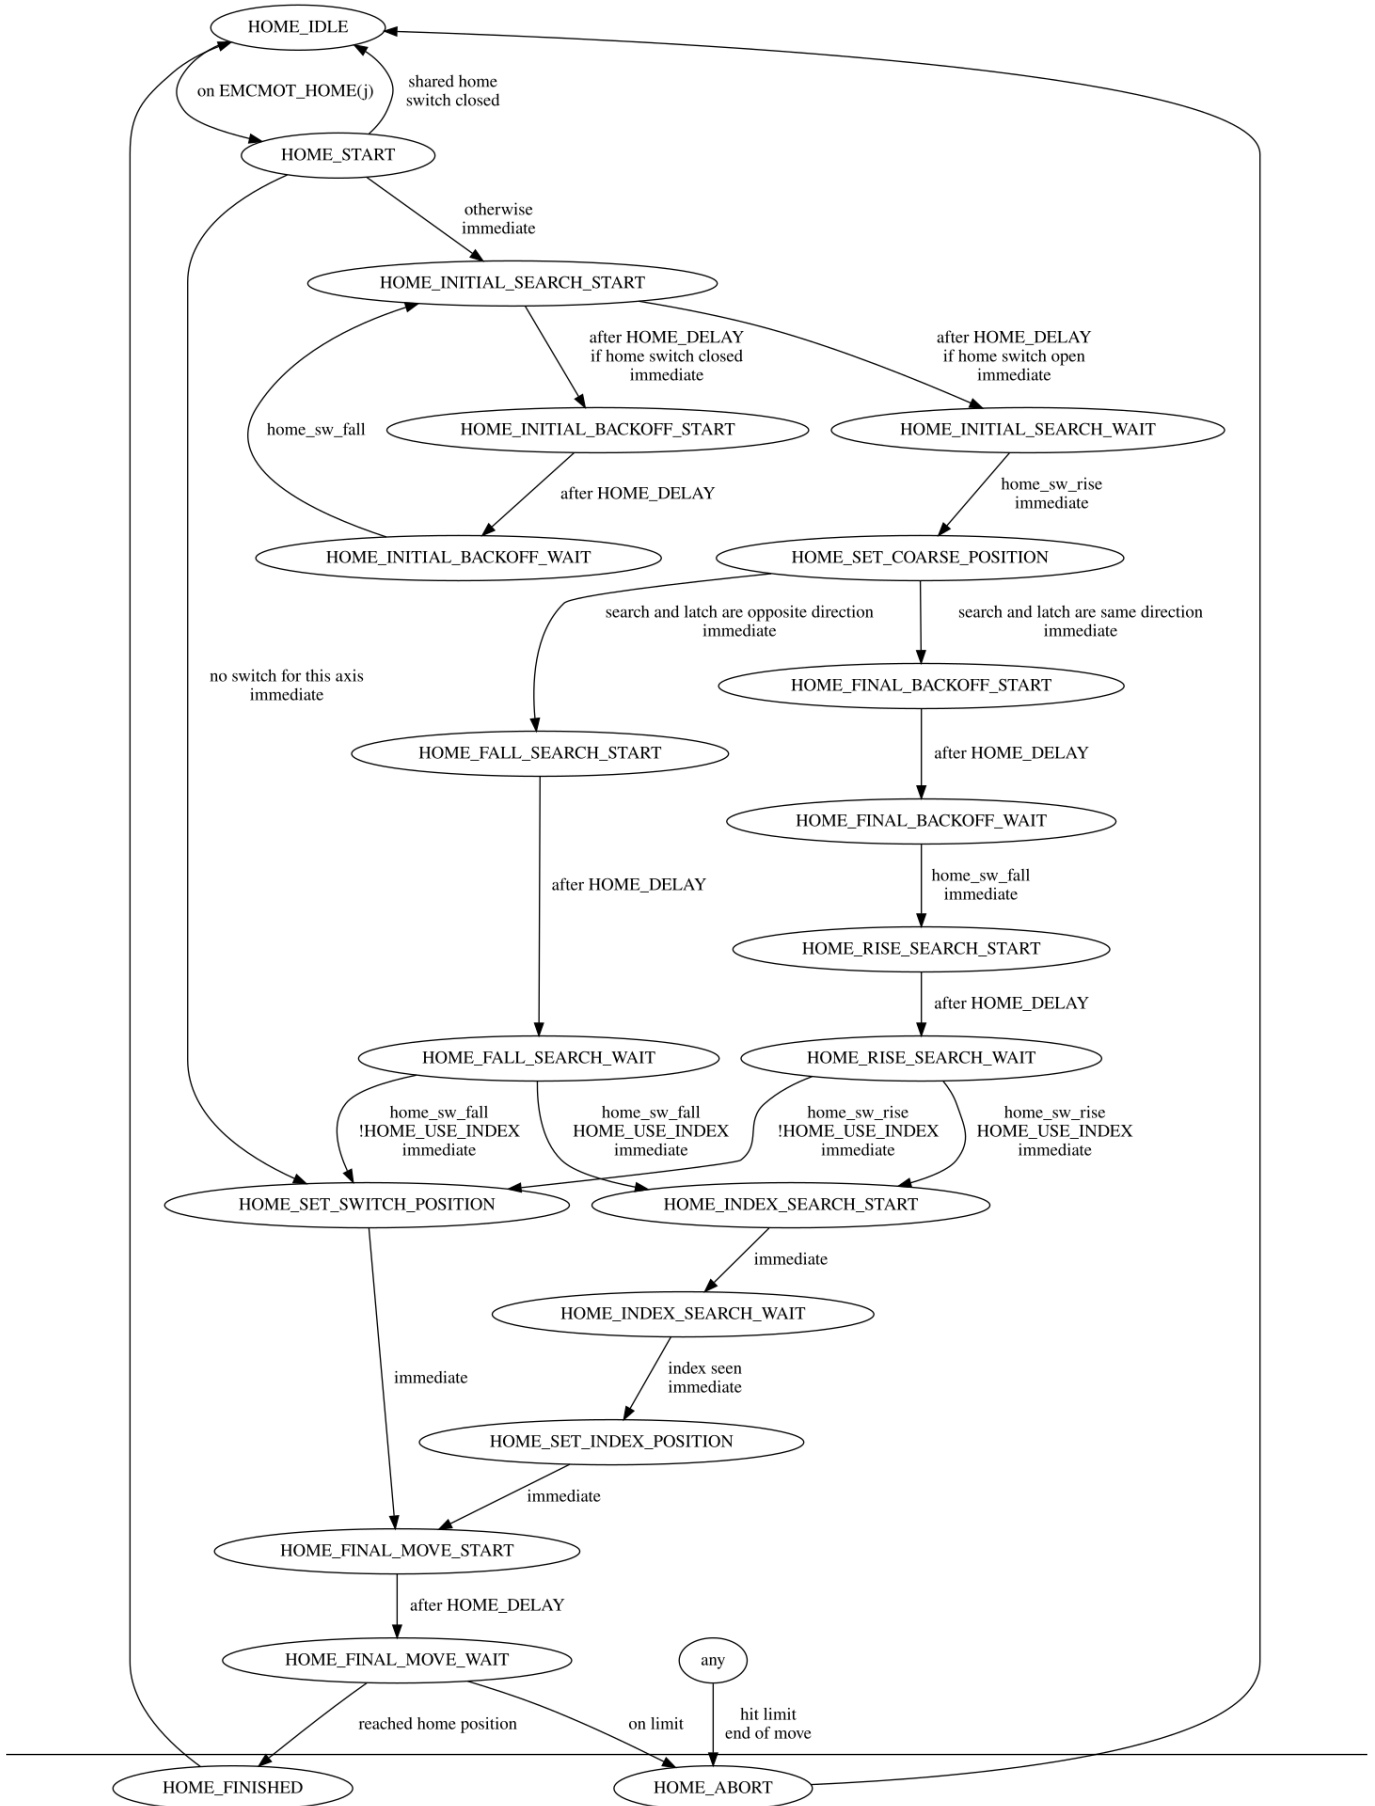 HOME_IDLE
on EMCMOT_HOME(j)
shared home
switch closed
HOME_START
otherwise
immediate
HOME_INITIAL_SEARCH_START
after HOME_DELAY
if home switch closed
immediate
after HOME_DELAY
if home switch open
immediate
home_sw_fall
HOME_INITIAL_BACKOFF_START
HOME_INITIAL_SEARCH_WAIT
after HOME_DELAY
home_sw_rise
immediate
HOME_INITIAL_BACKOFF_WAIT
HOME_SET_COARSE_POSITION
search and latch are opposite direction
immediate
search and latch are same direction
immediate
no switch for this axis
immediate
HOME_FINAL_BACKOFF_START
HOME_FALL_SEARCH_START
after HOME_DELAY
HOME_FINAL_BACKOFF_WAIT
after HOME_DELAY
home_sw_fall
immediate
HOME_RISE_SEARCH_START
after HOME_DELAY
HOME_FALL_SEARCH_WAIT
HOME_RISE_SEARCH_WAIT
home_sw_fall
!HOME_USE_INDEX
immediate
home_sw_fall
HOME_USE_INDEX
immediate
home_sw_rise
!HOME_USE_INDEX
immediate
home_sw_rise
HOME_USE_INDEX
immediate
HOME_SET_SWITCH_POSITION
HOME_INDEX_SEARCH_START
immediate
HOME_INDEX_SEARCH_WAIT
immediate
index seen
immediate
HOME_SET_INDEX_POSITION
immediate
HOME_FINAL_MOVE_START
after HOME_DELAY
HOME_FINAL_MOVE_WAIT
any
reached home position
on limit
hit limit
end of move
HOME_FINISHED
HOME_ABORT